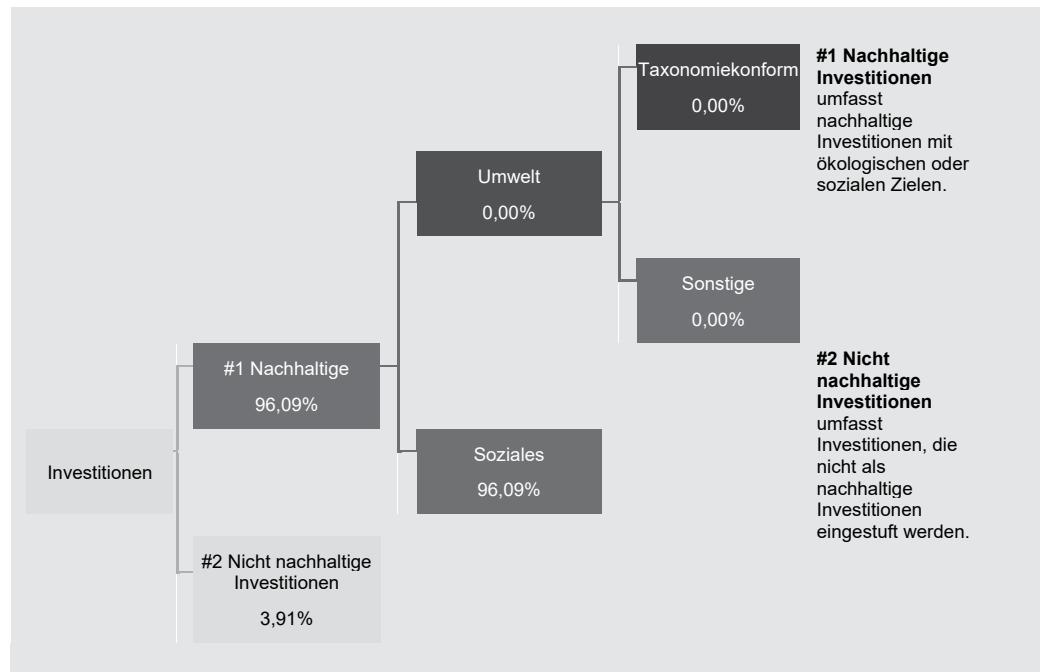 Investitionen
#1 Nachhaltige
96,09%
#2 Nicht nachhaltige
Investitionen
3,91%
Umwelt
0,00%
Soziales
96,09%
Taxonomiekonform
0,00%
Sonstige
0,00%
#1 Nachhaltige
Investitionen
umfasst
nachhaltige
Investitionen mit
ökologischen oder
sozialen Zielen.
#2 Nicht
nachhaltige
Investitionen
umfasst
Investitionen, die
nicht als
nachhaltige
Investitionen
eingestuft werden.